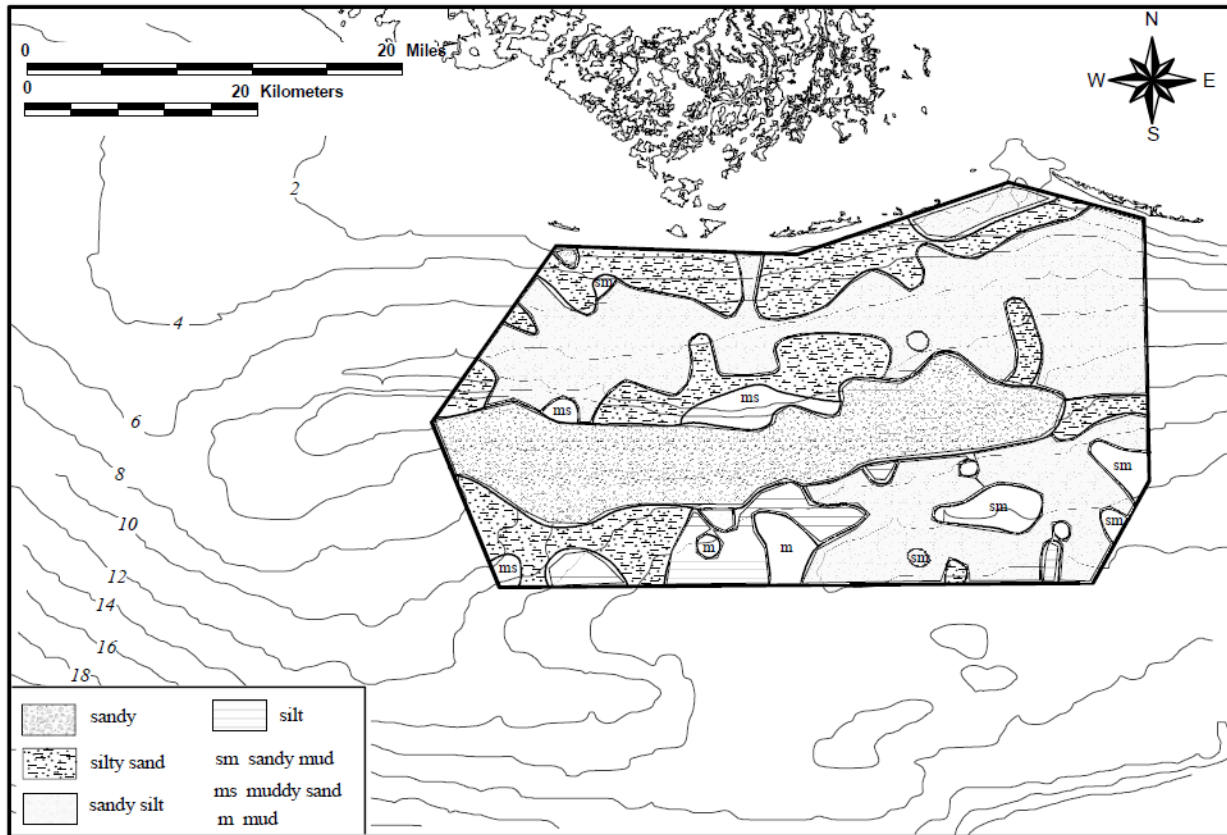 N
0 20 Miles
0 20 Kilometers
W E
S
2
4
6
8
10
12
14
16
18
sm
ms
ms
sm
sm
sm
m
m
sm
ms
sandy
silty sand
sandy silt
silt
sm sandy mud
ms muddy sand
m mud